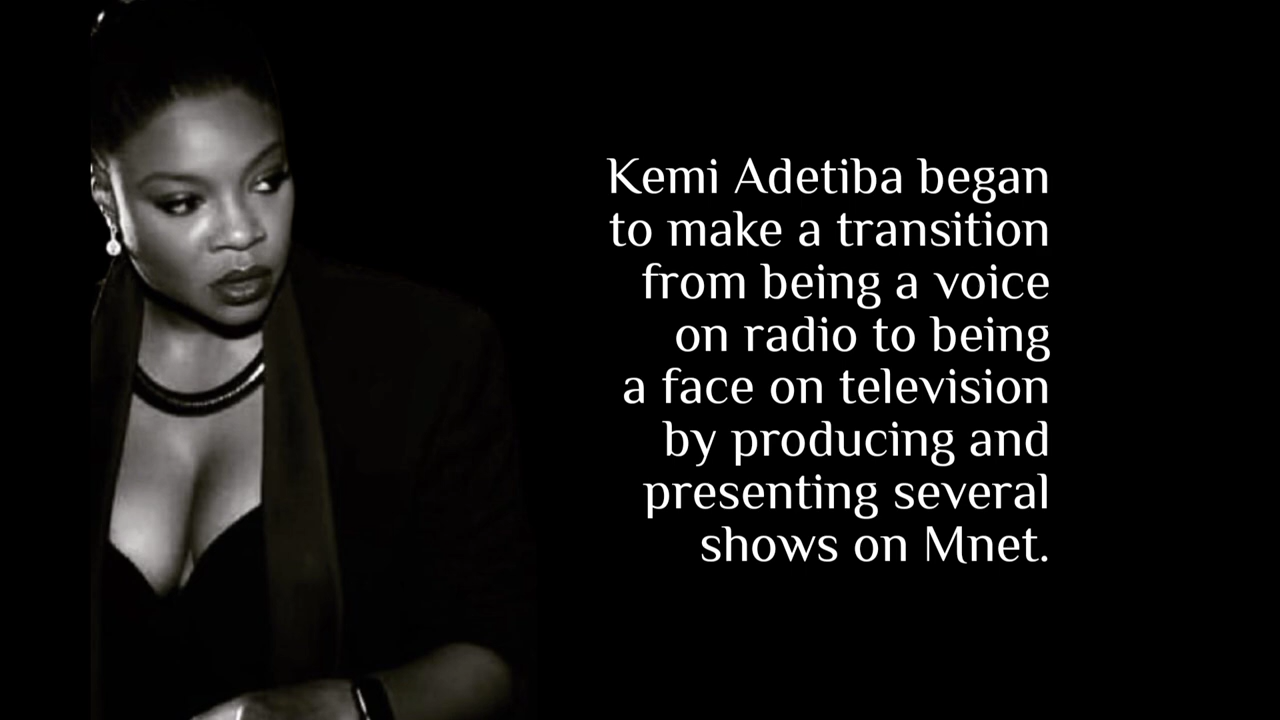 Kemi Adetiba began
to make a transition
from being a voice
on radio to being
a face on television
by producing and
presenting several
shows on Mnet.